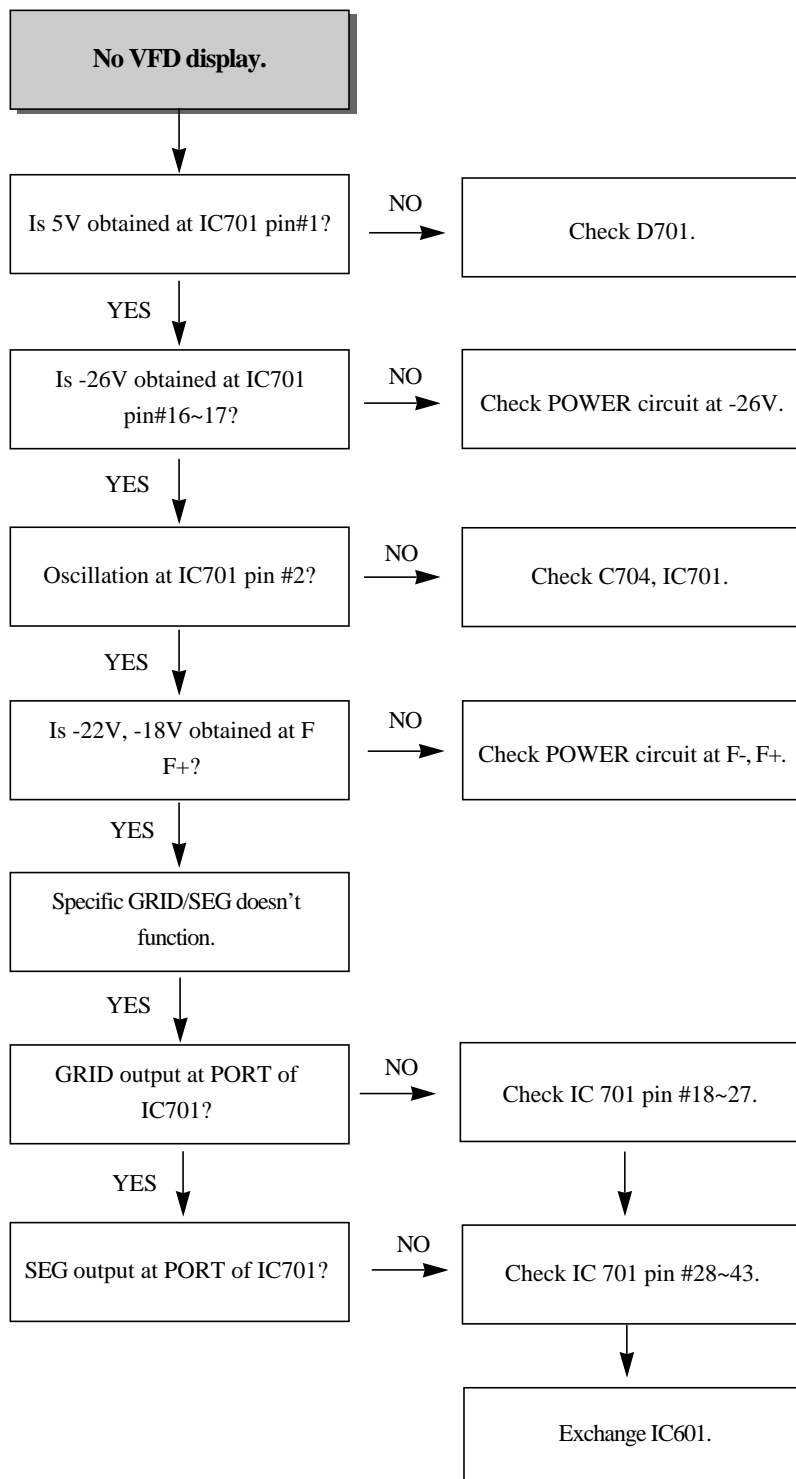 No VFD display.
Is 5V obtained at IC701 pin#1?
NO
Check D701.
YES
Is -26V obtained at IC701
pin#16~17?
NO
Check POWER circuit at -26V.
YES
Oscillation at IC701 pin #2?
NO
Check C704, IC701.
YES
Is -22V, -18V obtained at F
F+?
NO
Check POWER circuit at F-, F+.
YES
Specific GRID/SEG doesn't
function.
YES
GRID output at PORT of
IC701?
NO
Check IC 701 pin #18~27.
YES
SEG output at PORT of IC701?
NO
Check IC 701 pin #28~43.
Exchange IC601.